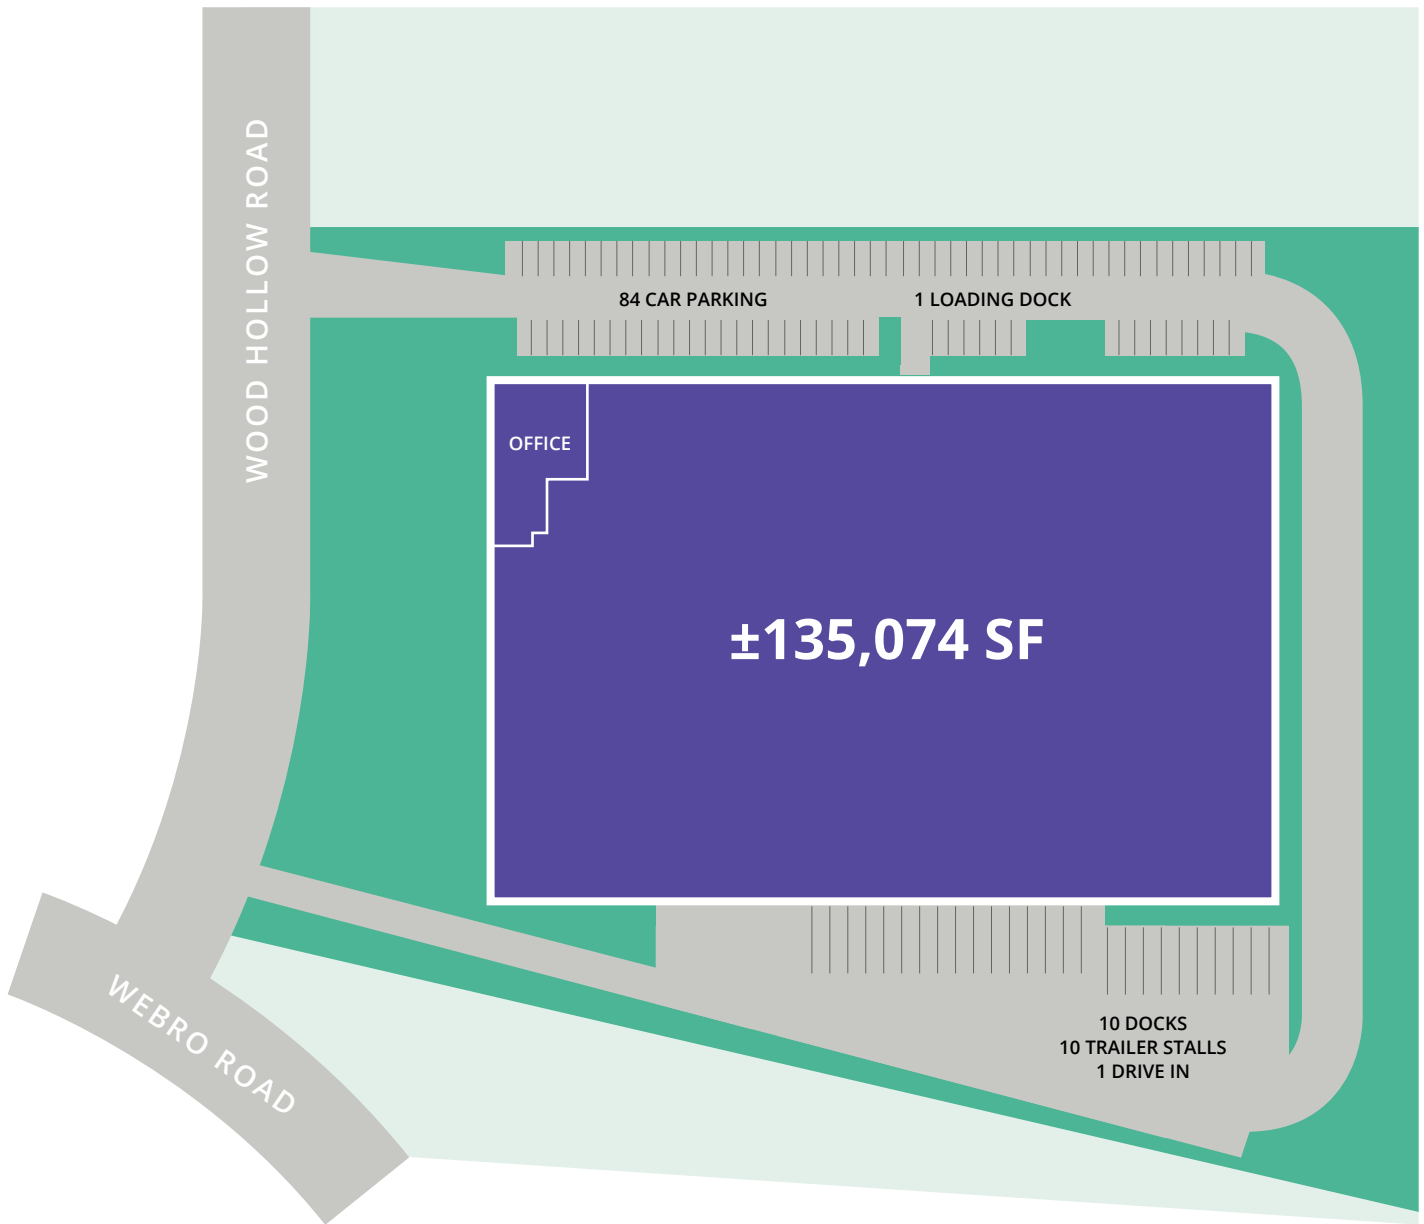 WOOD HOLLOW ROAD
84 CAR PARKING
1 LOADING DOCK
OFFICE
±135,074 SF
WEBRO ROAD
10 DOCKS
10 TRAILER STALLS
1 DRIVE IN